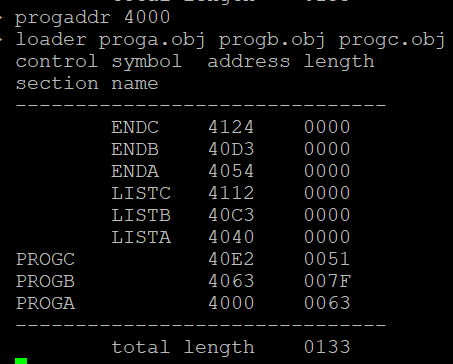 progaddr 4000
loader proga.obj progb.obj progc.obj
control symbol  address length
section name
----------------------------------
        ENDC    4124    0000
        ENDB    40D3    0000
        ENDA    4054    0000
        LISTC   4112    0000
        LISTB   40C3    0000
        LISTA   4040    0000
PROGC           40E2    0051
PROGB           4063    007F
PROGA           4000    0063
----------------------------------
        total length    0133